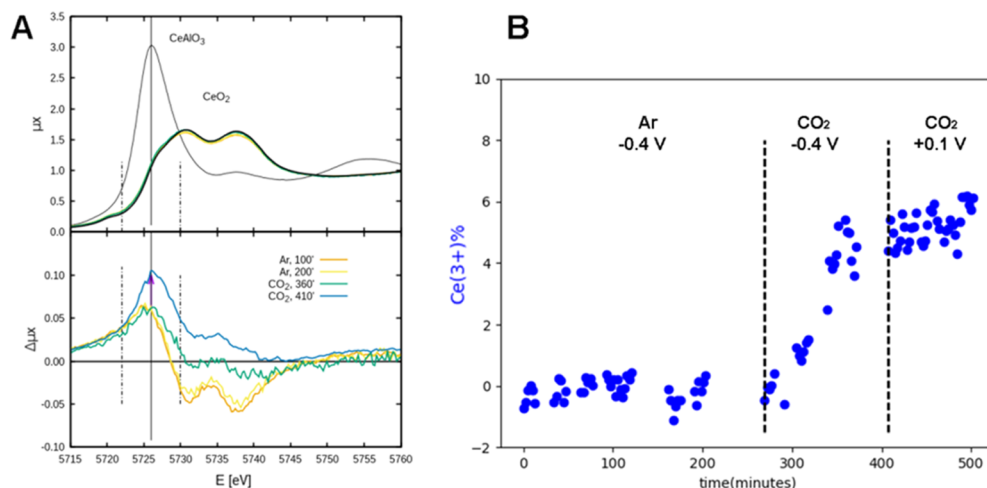 A
3.5
3.0
2.5
2.0
1.5
1.0
0.5
0.0
μx
CeAlO₃
CeO₂
0.10
0.05
0.00
-0.05
-0.10
Δμx
Ar, 100'
Ar, 200'
CO₂, 360'
CO₂, 410'
5715 5720 5725 5730 5735 5740 5745 5750 5755 5760
E [eV]
B
10
8
6
4
2
0
−2
Ce(3+)%
Ar
-0.4 V
CO₂
-0.4 V
CO₂
+0.1 V
0 100 200 300 400 500
time(minutes)